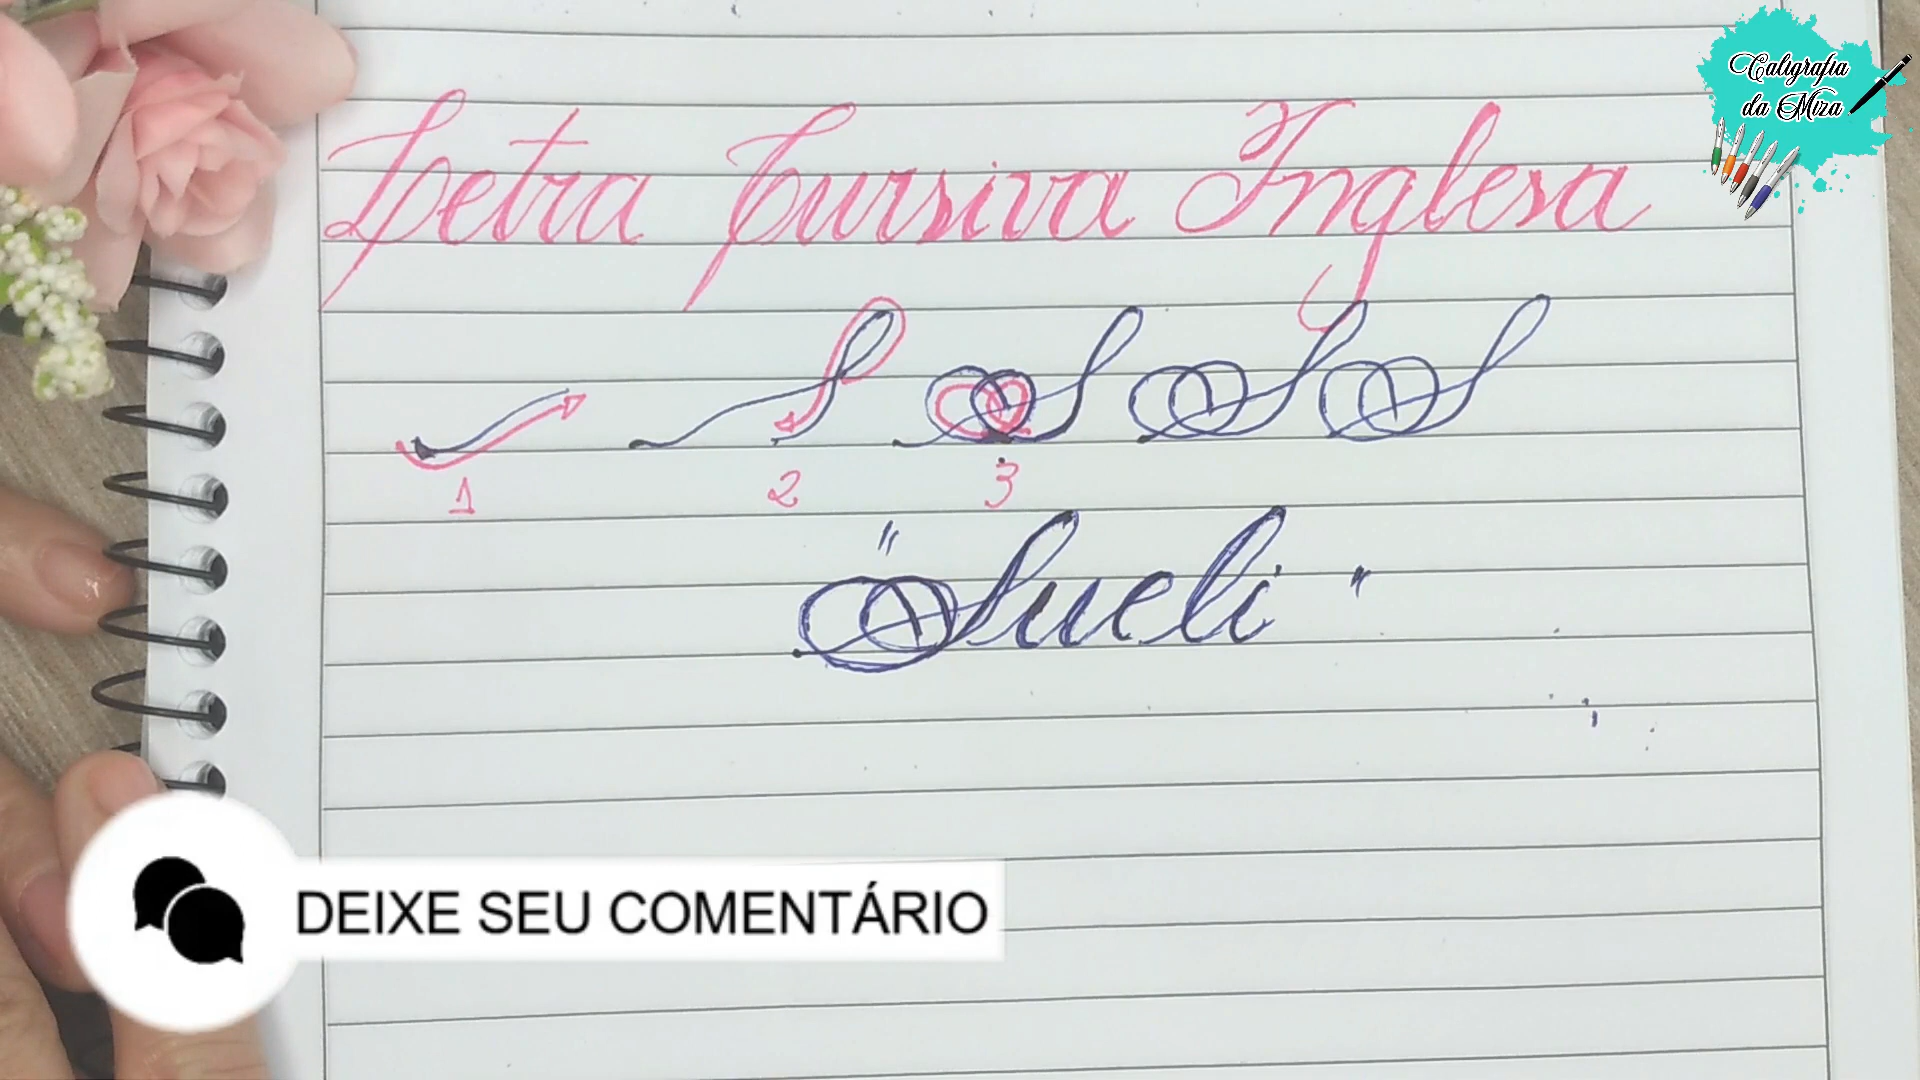 Caligrafia
da Miza
Letra Cursiva Inglesa
S S S
1 2 3
"Sueli"
DEIXE SEU COMENTÁRIO